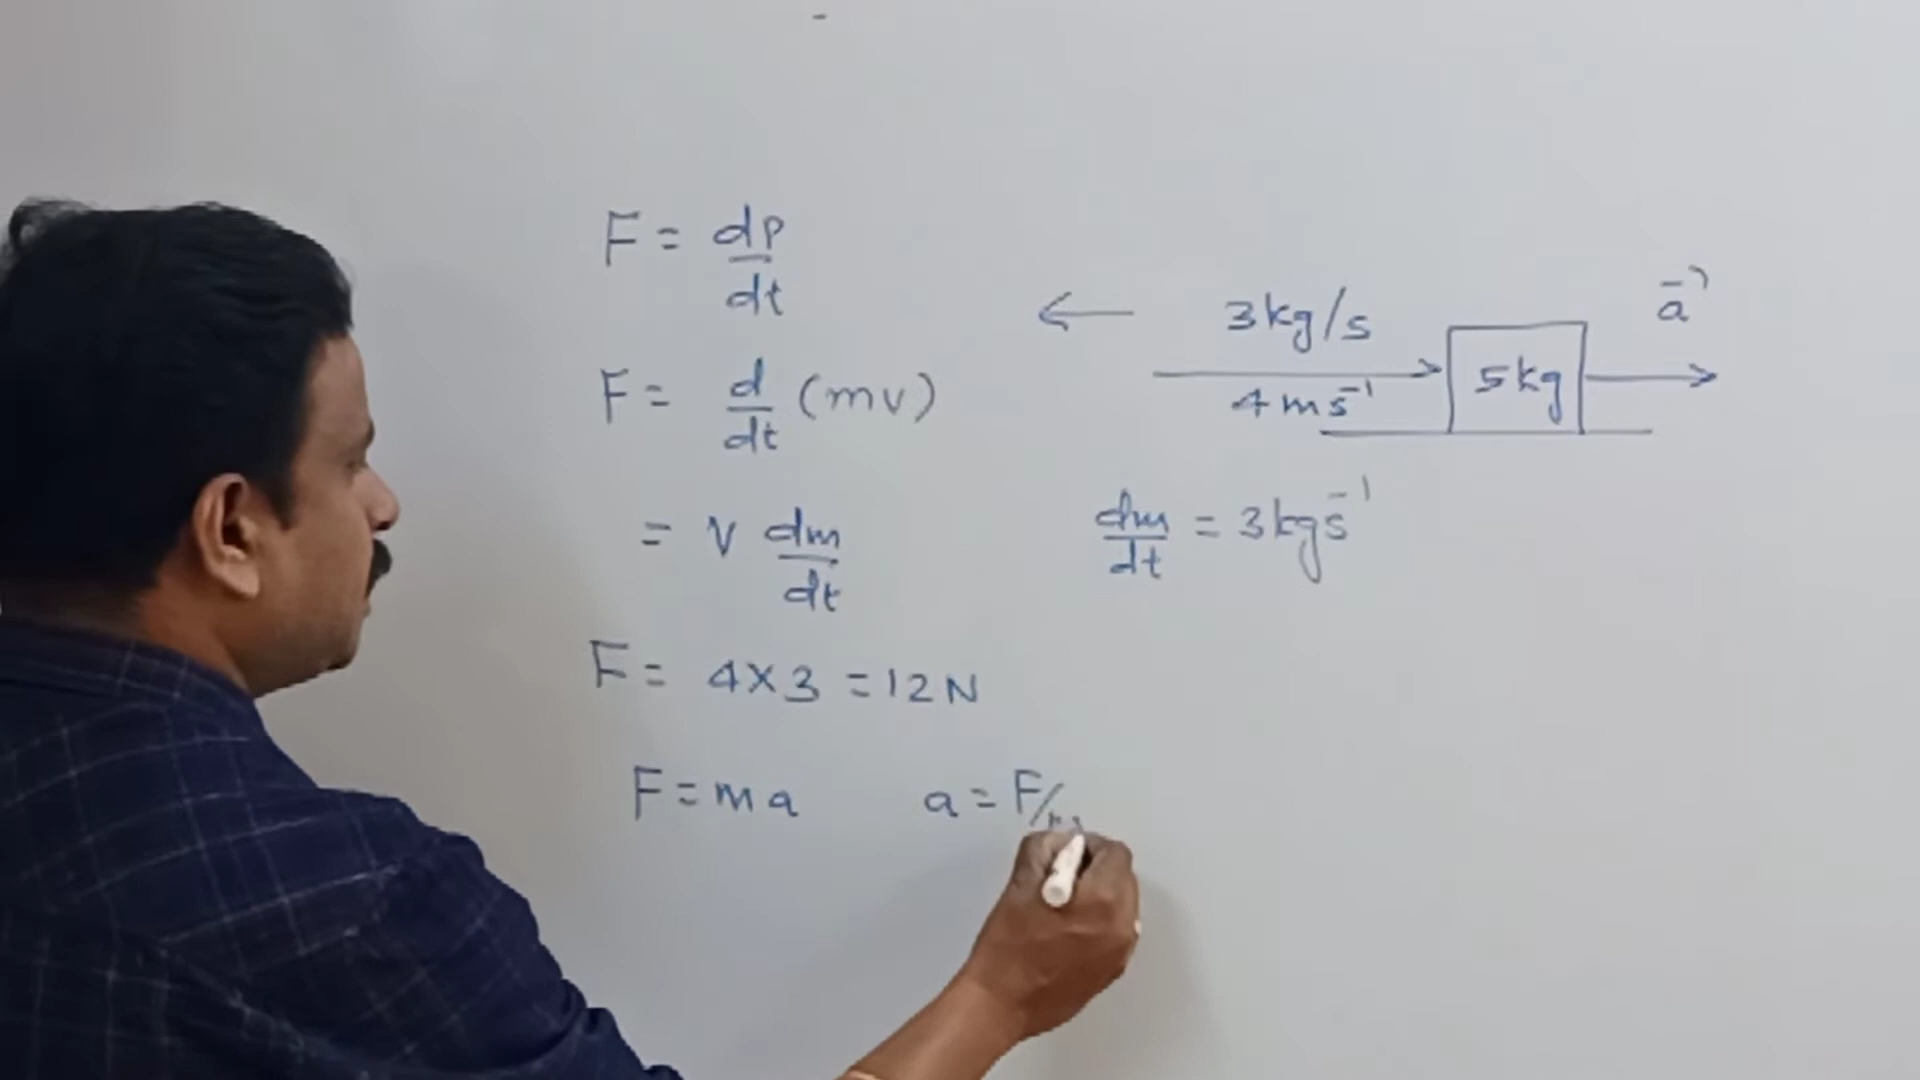 F = dp/dt
F = d/dt (mv)
= v dm/dt
F = 4×3 = 12N
F = ma a = F/
3kg/s
4ms⁻¹
5kg
a⃗
dm/dt = 3kgs⁻¹